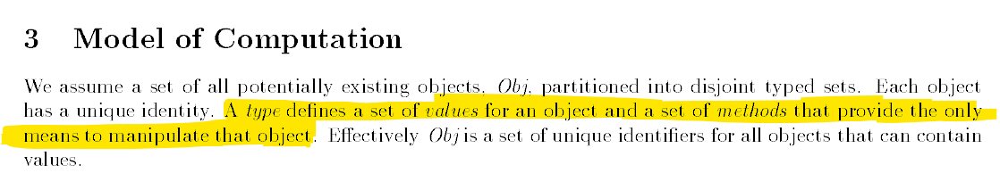 3 Model of Computation
We assume a set of all potentially existing objects, Obj, partitioned into disjoint typed sets. Each object
has a unique identity. A type defines a set of values for an object and a set of methods that provide the only
means to manipulate that object. Effectively Obj is a set of unique identifiers for all objects that can contain
values.